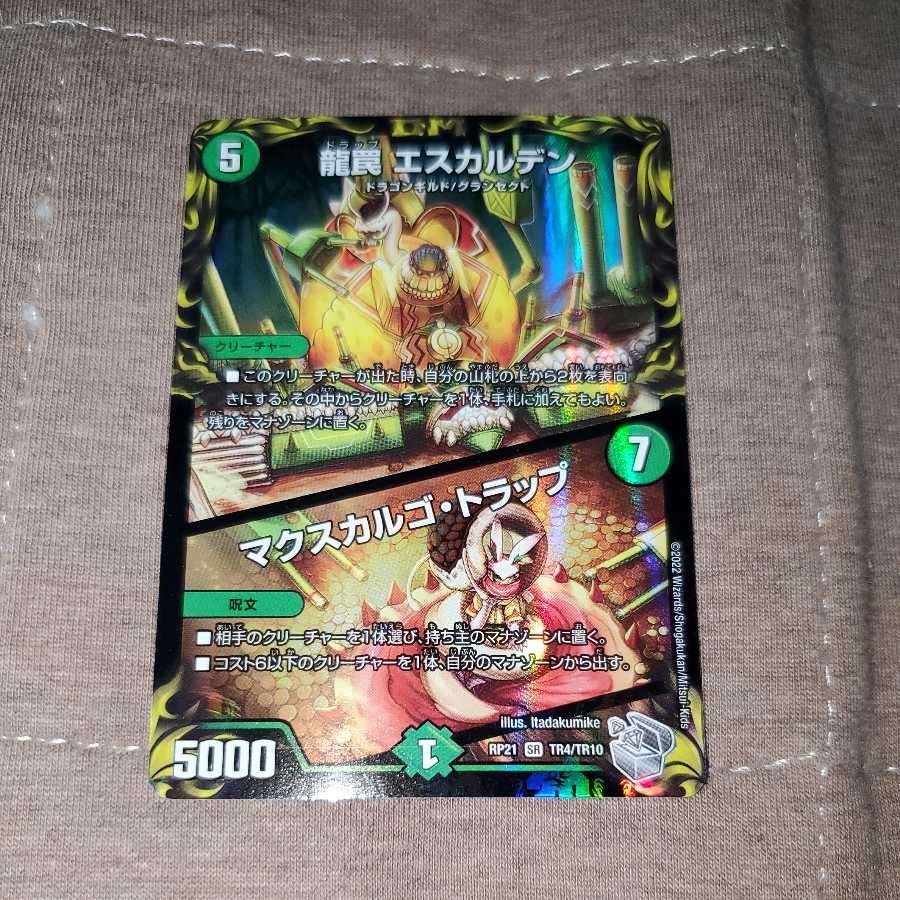 DM
5
龍罠 エスカルデン
トラップ
ドラゴンギルド/グランセクト
クリーチャー
■このクリーチャーが出た時、自分の山札の上から2枚を表向
きにする。その中からクリーチャーを1体、手札に加えてもよい。
残りをマナゾーンに置く。
7
マクスカルゴ・トラップ
呪文
■相手のクリーチャーを1体選び、持ち主のマナゾーンに置く。
■コスト6以下のクリーチャーを1体、自分のマナゾーンから出す。
©2022 Wizards/Shogakukan/Mitsui-Kids
illus. Itadakumike
5000
1
RP21 SR TR4/TR10